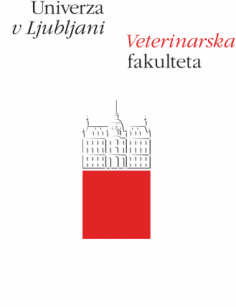 Univerza
v Ljubljani
Veterinarska
fakulteta